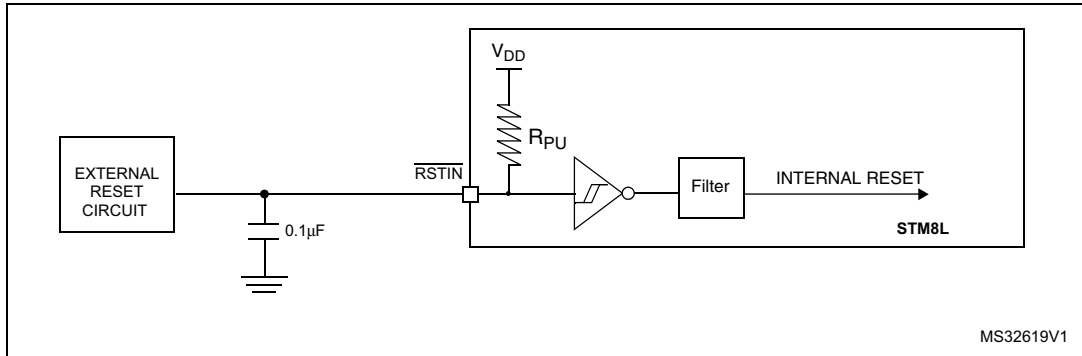 V_DD
R_PU
RSTIN
EXTERNAL
RESET
CIRCUIT
0.1µF
Filter
INTERNAL RESET
STM8L
MS32619V1